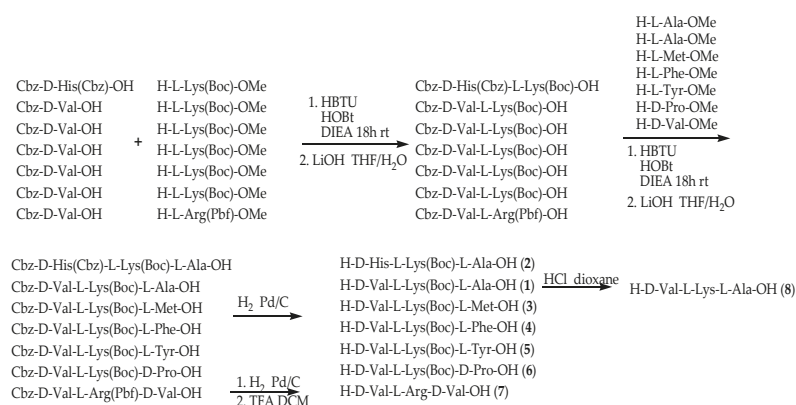 Cbz-D-His(Cbz)-OH
Cbz-D-Val-OH
Cbz-D-Val-OH
Cbz-D-Val-OH
Cbz-D-Val-OH
Cbz-D-Val-OH
Cbz-D-Val-OH
+
H-L-Lys(Boc)-OMe
H-L-Lys(Boc)-OMe
H-L-Lys(Boc)-OMe
H-L-Lys(Boc)-OMe
H-L-Lys(Boc)-OMe
H-L-Lys(Boc)-OMe
H-L-Arg(Pbf)-OMe
1. HBTU
HOBt
DIEA 18h rt
2. LiOH THF/H2O
Cbz-D-His(Cbz)-L-Lys(Boc)-OH
Cbz-D-Val-L-Lys(Boc)-OH
Cbz-D-Val-L-Lys(Boc)-OH
Cbz-D-Val-L-Lys(Boc)-OH
Cbz-D-Val-L-Lys(Boc)-OH
Cbz-D-Val-L-Lys(Boc)-OH
Cbz-D-Val-L-Arg(Pbf)-OH
H-L-Ala-OMe
H-L-Ala-OMe
H-L-Met-OMe
H-L-Phe-OMe
H-L-Tyr-OMe
H-D-Pro-OMe
H-D-Val-OMe
1. HBTU
HOBt
DIEA 18h rt
2. LiOH THF/H2O
Cbz-D-His(Cbz)-L-Lys(Boc)-L-Ala-OH
Cbz-D-Val-L-Lys(Boc)-L-Ala-OH
Cbz-D-Val-L-Lys(Boc)-L-Met-OH
Cbz-D-Val-L-Lys(Boc)-L-Phe-OH
Cbz-D-Val-L-Lys(Boc)-L-Tyr-OH
Cbz-D-Val-L-Lys(Boc)-D-Pro-OH
Cbz-D-Val-L-Arg(Pbf)-D-Val-OH
H2 Pd/C
1. H2 Pd/C
2. TFA DCM
H-D-His-L-Lys(Boc)-L-Ala-OH (2)
H-D-Val-L-Lys(Boc)-L-Ala-OH (1)
H-D-Val-L-Lys(Boc)-L-Met-OH (3)
H-D-Val-L-Lys(Boc)-L-Phe-OH (4)
H-D-Val-L-Lys(Boc)-L-Tyr-OH (5)
H-D-Val-L-Lys(Boc)-D-Pro-OH (6)
H-D-Val-L-Arg-D-Val-OH (7)
HCl dioxane
H-D-Val-L-Lys-L-Ala-OH (8)